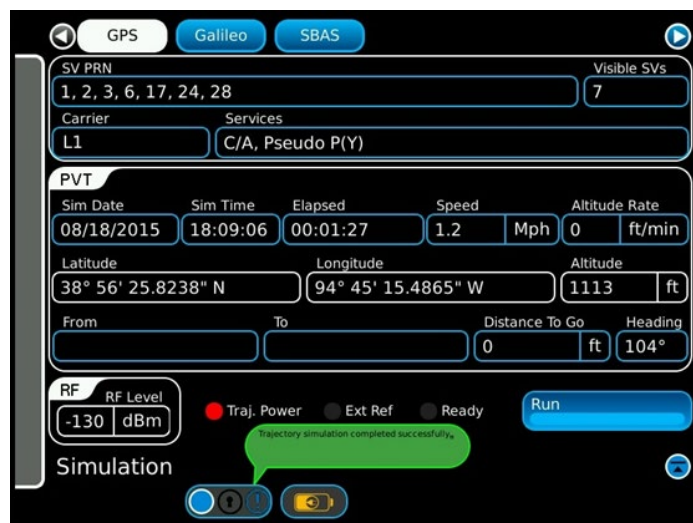 GPS Galileo SBAS
SV PRN Visible SVs
1, 2, 3, 6, 17, 24, 28 7
Carrier Services
L1 C/A, Pseudo P(Y)
PVT
Sim Date Sim Time Elapsed Speed Altitude Rate
08/18/2015 18:09:06 00:01:27 1.2 Mph 0 ft/min
Latitude Longitude Altitude
38° 56' 25.8238" N 94° 45' 15.4865" W 1113 ft
From To Distance To Go Heading
0 ft 104°
RF RF Level
-130 dBm Traj. Power Ext Ref Ready Run
Trajectory simulation completed successfully.
Simulation